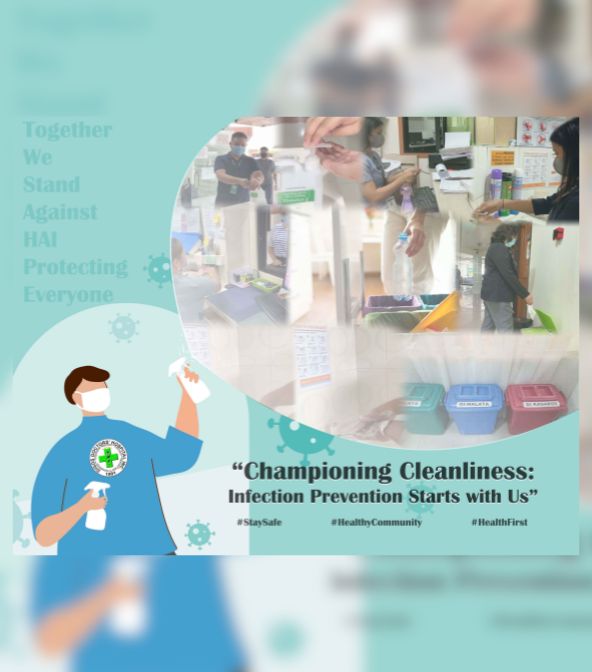 Together
We
Stand
Against
HAI
Protecting
Everyone
“Championing Cleanliness:
Infection Prevention Starts with Us”
#StaySafe #HealthyCommunity #HealthFirst